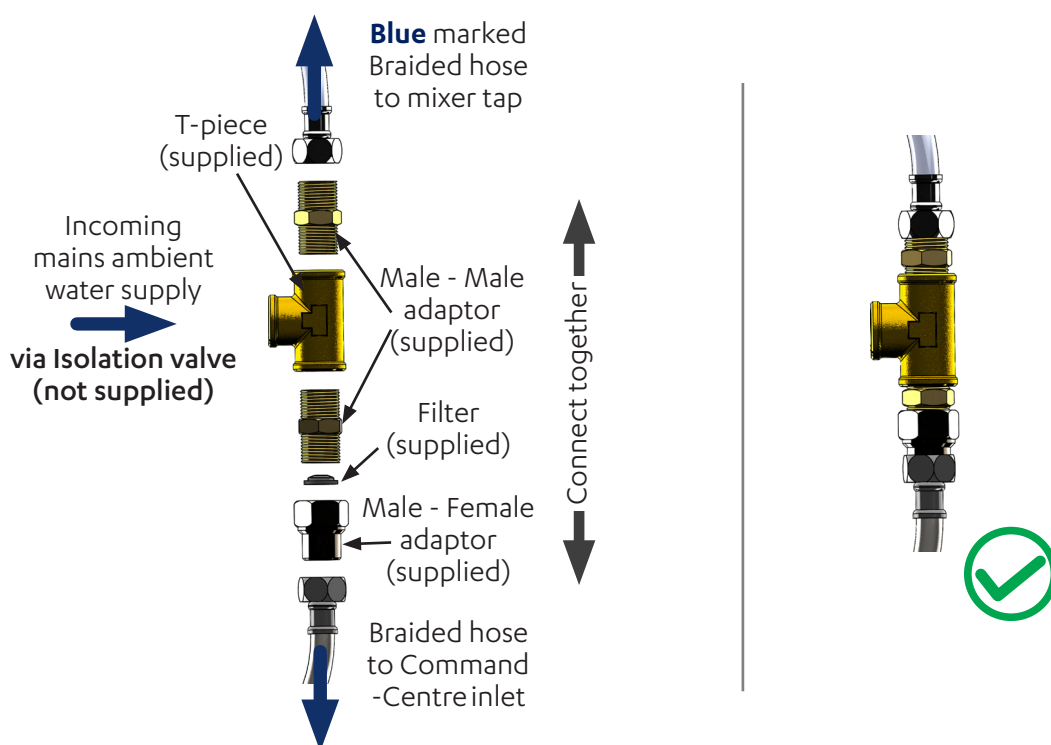 Blue marked
Braided hose
to mixer tap
T-piece
(supplied)
Incoming
mains ambient
water supply
via Isolation valve
(not supplied)
Male - Male
adaptor
(supplied)
Filter
(supplied)
Male - Female
adaptor
(supplied)
Connect together
Braided hose
to Command
-Centre inlet